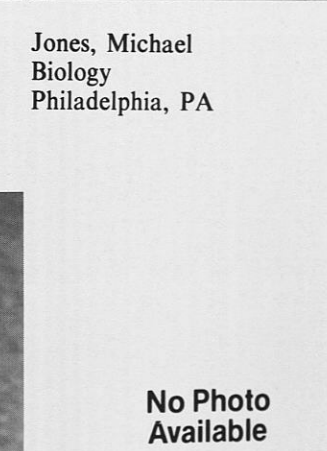 Jones, Michael
Biology
Philadelphia, PA
No Photo
Available